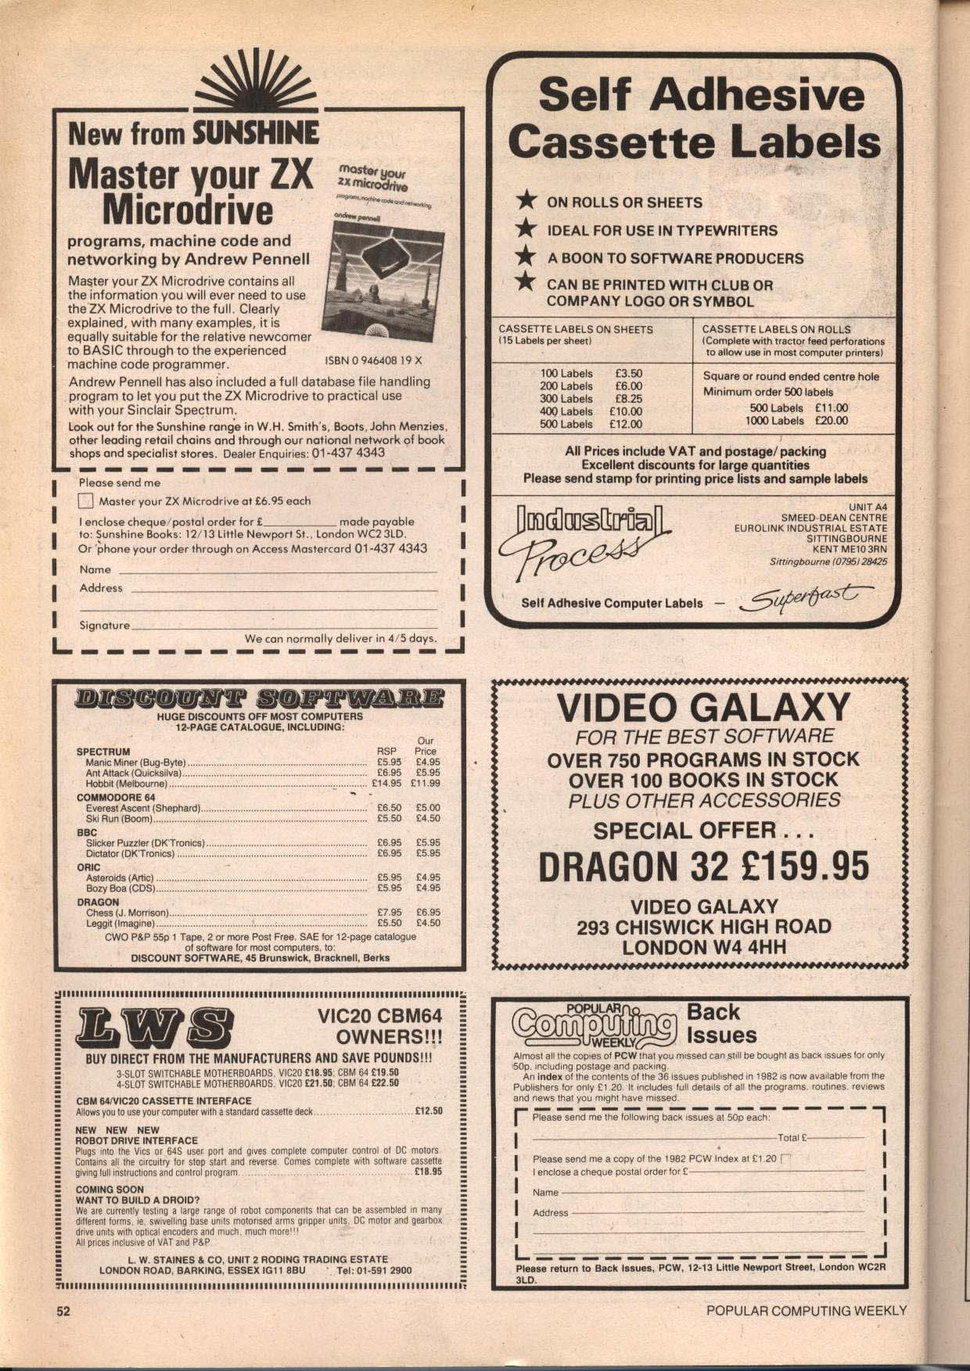 New from SUNSHINE
Master your ZX
Microdrive
programs, machine code and
networking by Andrew Pennell
master your
zx microdrive
programs, machine code and networking
andrew pennell
Master your ZX Microdrive contains all
the information you will ever need to use
the ZX Microdrive to the full. Clearly
explained, with many examples, it is
equally suitable for the relative newcomer
to BASIC through to the experienced
machine code programmer.
ISBN 0 946408 19 X
Andrew Pennell has also included a full database file handling
program to let you put the ZX Microdrive to practical use
with your Sinclair Spectrum.
Look out for the Sunshine range in W.H. Smith's, Boots, John Menzies,
other leading retail chains and through our national network of book
shops and specialist stores. Dealer Enquiries: 01-437 4343
Please send me
Master your ZX Microdrive at £6.95 each
I enclose cheque/postal order for £ made payable
to: Sunshine Books: 12/13 Little Newport St., London WC2 3LD.
Or 'phone your order through on Access Mastercard 01-437 4343
Name
Address
Signature
We can normally deliver in 4/5 days.
Self Adhesive
Cassette Labels
★ ON ROLLS OR SHEETS
★ IDEAL FOR USE IN TYPEWRITERS
★ A BOON TO SOFTWARE PRODUCERS
★ CAN BE PRINTED WITH CLUB OR
COMPANY LOGO OR SYMBOL
CASSETTE LABELS ON SHEETS
(15 Labels per sheet)
100 Labels £3.50
200 Labels £6.00
300 Labels £8.25
400 Labels £10.00
500 Labels £12.00
CASSETTE LABELS ON ROLLS
(Complete with tractor feed perforations
to allow use in most computer printers)
Square or round ended centre hole
Minimum order 500 labels
500 Labels £11.00
1000 Labels £20.00
All Prices include VAT and postage/packing
Excellent discounts for large quantities
Please send stamp for printing price lists and sample labels
Industrial
Process
UNIT A4
SMEED-DEAN CENTRE
EUROLINK INDUSTRIAL ESTATE
SITTINGBOURNE
KENT ME10 3RN
Sittingbourne (0795) 28425
Self Adhesive Computer Labels — Superfast
DISCOUNT SOFTWARE
HUGE DISCOUNTS OFF MOST COMPUTERS
12-PAGE CATALOGUE, INCLUDING:
Our
SPECTRUM RSP Price
Manic Miner (Bug-Byte) £5.95 £4.95
Ant Attack (Quicksilva) £6.95 £5.95
Hobbit (Melbourne) £14.95 £11.99
COMMODORE 64
Everest Ascent (Shephard) £6.50 £5.00
Ski Run (Boom) £5.50 £4.50
BBC
Slicker Puzzler (DK'Tronics) £6.95 £5.95
Dictator (DK'Tronics) £6.95 £5.95
ORIC
Asteroids (Artic) £5.95 £4.95
Bozy Boa (CDS) £5.95 £4.95
DRAGON
Chess (J. Morrison) £7.95 £6.95
Leggit (Imagine) £5.50 £4.50
CWO P&P 55p 1 Tape, 2 or more Post Free. SAE for 12-page catalogue
of software for most computers, to:
DISCOUNT SOFTWARE, 45 Brunswick, Bracknell, Berks
VIDEO GALAXY
FOR THE BEST SOFTWARE
OVER 750 PROGRAMS IN STOCK
OVER 100 BOOKS IN STOCK
PLUS OTHER ACCESSORIES
SPECIAL OFFER . . .
DRAGON 32 £159.95
VIDEO GALAXY
293 CHISWICK HIGH ROAD
LONDON W4 4HH
LWS
VIC20 CBM64
OWNERS!!!
BUY DIRECT FROM THE MANUFACTURERS AND SAVE POUNDS!!!
3-SLOT SWITCHABLE MOTHERBOARDS, VIC20 £18.95; CBM 64 £19.50
4-SLOT SWITCHABLE MOTHERBOARDS, VIC20 £21.50; CBM 64 £22.50
CBM 64/VIC20 CASSETTE INTERFACE
Allows you to use your computer with a standard cassette deck £12.50
NEW NEW NEW
ROBOT DRIVE INTERFACE
Plugs into the Vics or 64S user port and gives complete computer control of DC motors.
Contains all the circuitry for stop start and reverse. Comes complete with software cassette
giving full instructions and control program £18.95
COMING SOON
WANT TO BUILD A DROID?
We are currently testing a large range of robot components that can be assembled in many
different forms, ie, swivelling base units motorised arms gripper units, DC motor and gearbox
drive units with optical encoders and much, much more!!!
All prices inclusive of VAT and P&P.
L. W. STAINES & CO, UNIT 2 RODING TRADING ESTATE
LONDON ROAD, BARKING, ESSEX IG11 8BU Tel: 01-591 2900
POPULAR
Computing
WEEKLY
Back
Issues
Almost all the copies of PCW that you missed can still be bought as back issues for only
50p, including postage and packing.
An index of the contents of the 36 issues published in 1982 is now available from the
Publishers for only £1.20. It includes full details of all the programs, routines, reviews
and news that you might have missed.
Please send me the following back issues at 50p each:
Total £
Please send me a copy of the 1982 PCW Index at £1.20
I enclose a cheque postal order for £
Name
Address
Please return to Back Issues, PCW, 12-13 Little Newport Street, London WC2R
3LD.
52
POPULAR COMPUTING WEEKLY